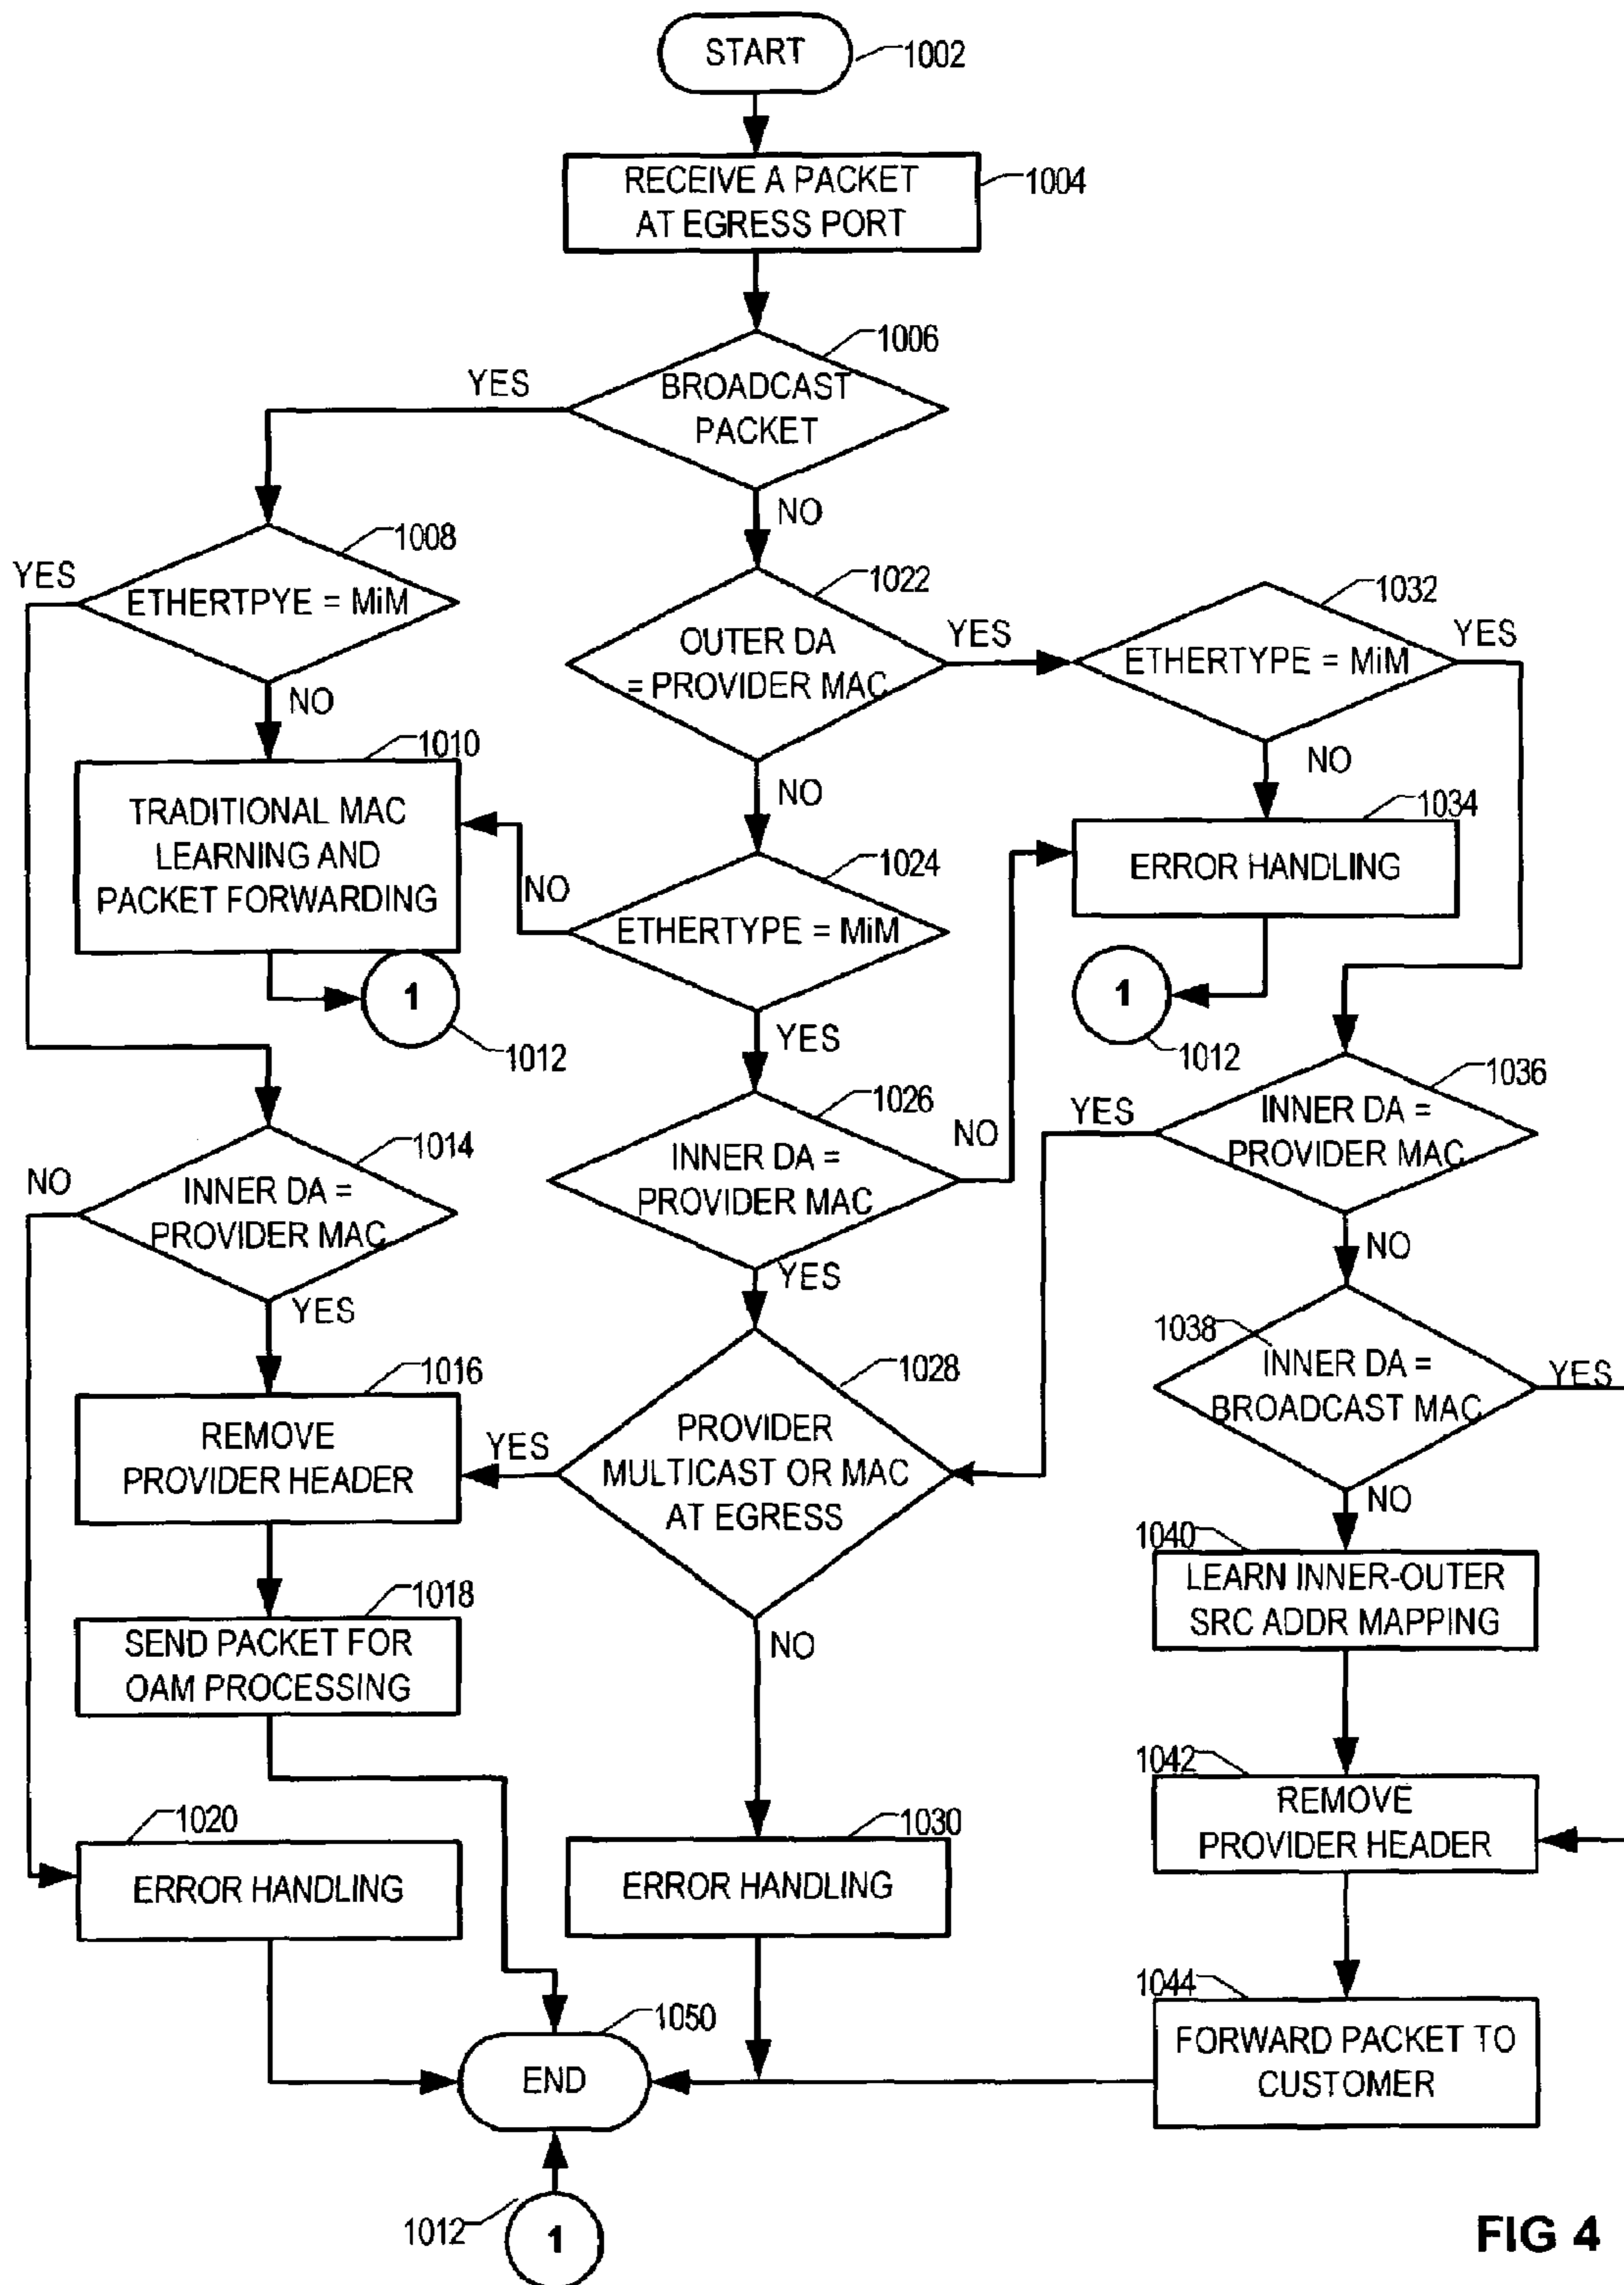 START
1002
RECEIVE A PACKET
AT EGRESS PORT
1004
1006
BROADCAST
PACKET
YES
NO
1008
YES
ETHERTPYE = MiM
NO
1022
OUTER DA
= PROVIDER MAC
YES
NO
1032
ETHERTYPE = MiM
YES
NO
1010
TRADITIONAL MAC
LEARNING AND
PACKET FORWARDING
1
1012
1024
ETHERTYPE = MiM
NO
YES
1034
ERROR HANDLING
1
1012
1026
INNER DA =
PROVIDER MAC
NO
YES
1036
INNER DA =
PROVIDER MAC
YES
NO
1014
NO
INNER DA =
PROVIDER MAC
YES
1038
INNER DA =
BROADCAST MAC
YES
NO
1016
REMOVE
PROVIDER HEADER
1028
PROVIDER
MULTICAST OR MAC
AT EGRESS
YES
NO
1018
SEND PACKET FOR
OAM PROCESSING
1040
LEARN INNER-OUTER
SRC ADDR MAPPING
1042
REMOVE
PROVIDER HEADER
1020
ERROR HANDLING
1030
ERROR HANDLING
1044
FORWARD PACKET TO
CUSTOMER
1050
END
1012
1
FIG 4